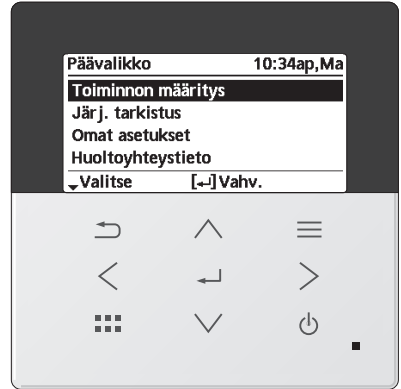 Päävalikko 10:34ap,Ma
Toiminnon määritys
Järj. tarkistus
Omat asetukset
Huoltoyhteystieto
Valitse [↵] Vahv.